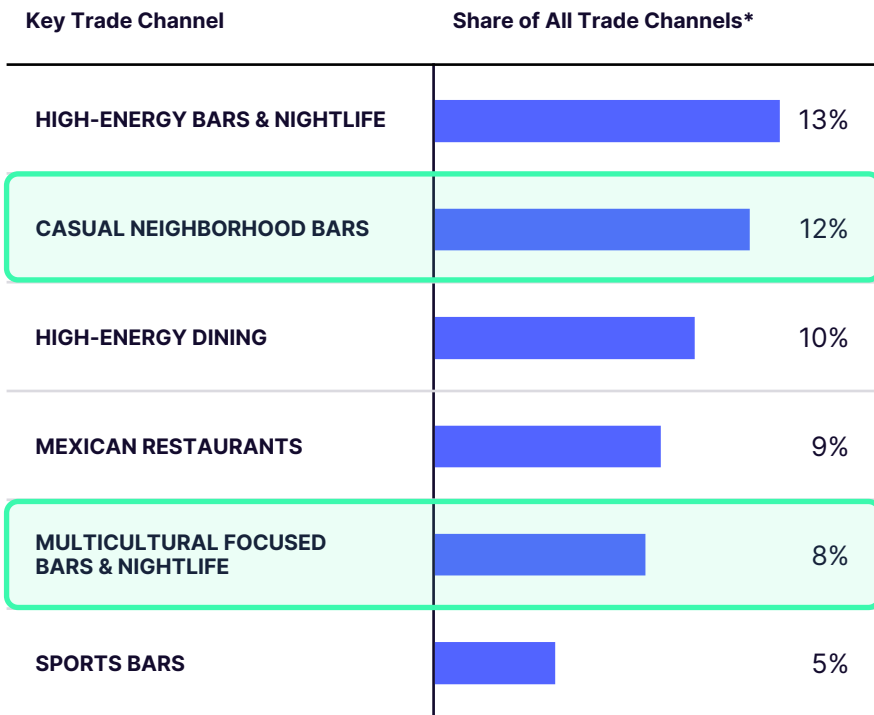 Key Trade Channel
Share of All Trade Channels*
HIGH-ENERGY BARS & NIGHTLIFE
13%
CASUAL NEIGHBORHOOD BARS
12%
HIGH-ENERGY DINING
10%
MEXICAN RESTAURANTS
9%
MULTICULTURAL FOCUSED
BARS & NIGHTLIFE
8%
SPORTS BARS
5%